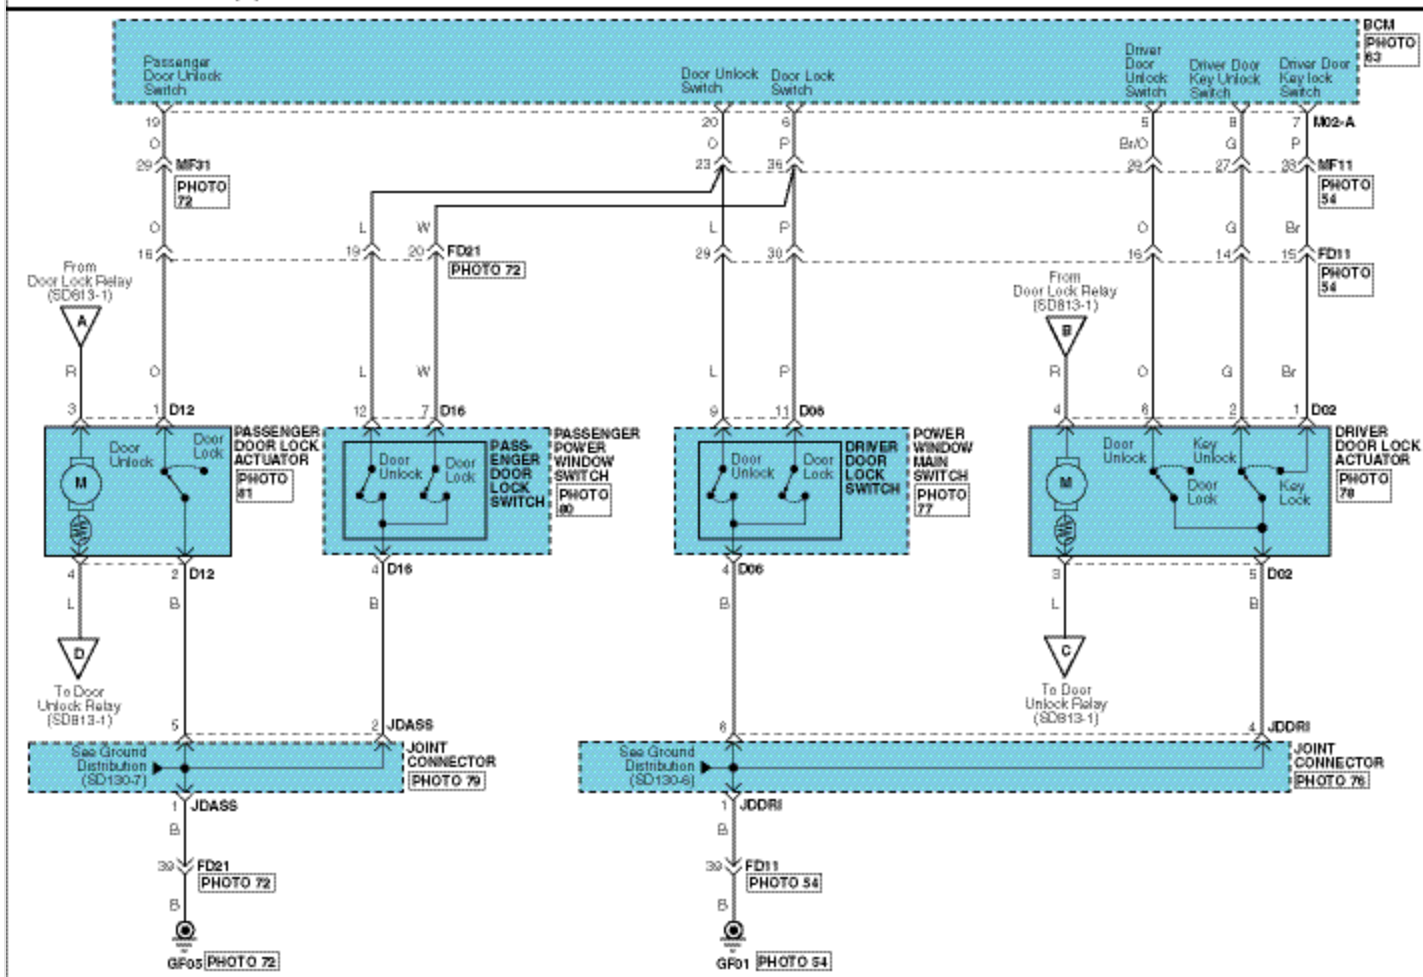 BCM
PHOTO
63
Passenger
Door Unlock
Switch
Door Unlock
Switch
Door Lock
Switch
Driver
Door
Unlock
Switch
Driver Door
Key Unlock
Switch
Driver Door
Key lock
Switch
19 20 6 5 8 7 M02-A
O O P Br/O G P
29 MF31 23 36 27 MF11
PHOTO
72
PHOTO
54
O L W L P O G Br
16 19 20 FD21 29 30 16 14 15 FD11
PHOTO 72
PHOTO
54
From
Door Lock Relay
(SD813-1)
A
From
Door Lock Relay
(SD813-1)
B
R O L W L P R O G Br
3 1 D12 12 7 D16 9 11 D06 4 6 2 1 D02
Door
Unlock
Door
Lock
M
PASSENGER
DOOR LOCK
ACTUATOR
PHOTO
81
Door
Unlock
Door
Lock
PASS-
ENGER
DOOR
LOCK
SWITCH
PASSENGER
POWER
WINDOW
SWITCH
PHOTO
80
Door
Unlock
Door
Lock
DRIVER
DOOR
LOCK
SWITCH
POWER
WINDOW
MAIN
SWITCH
PHOTO
77
M
Door
Unlock
Door
Lock
Key
Unlock
Key
Lock
DRIVER
DOOR LOCK
ACTUATOR
PHOTO
78
4 2 D12 4 D16 4 D06 3 5 D02
L B B B L B
D
To Door
Unlock Relay
(SD813-1)
C
To Door
Unlock Relay
(SD813-1)
5 2 JDASS 6 4 JDDRI
See Ground
Distribution
(SD130-7)
JOINT
CONNECTOR
PHOTO 79
See Ground
Distribution
(SD130-6)
JOINT
CONNECTOR
PHOTO 76
1 JDASS 1 JDDRI
B B
39 FD21 39 FD11
PHOTO 72 PHOTO 54
B B
GF05 PHOTO 72 GF01 PHOTO 54